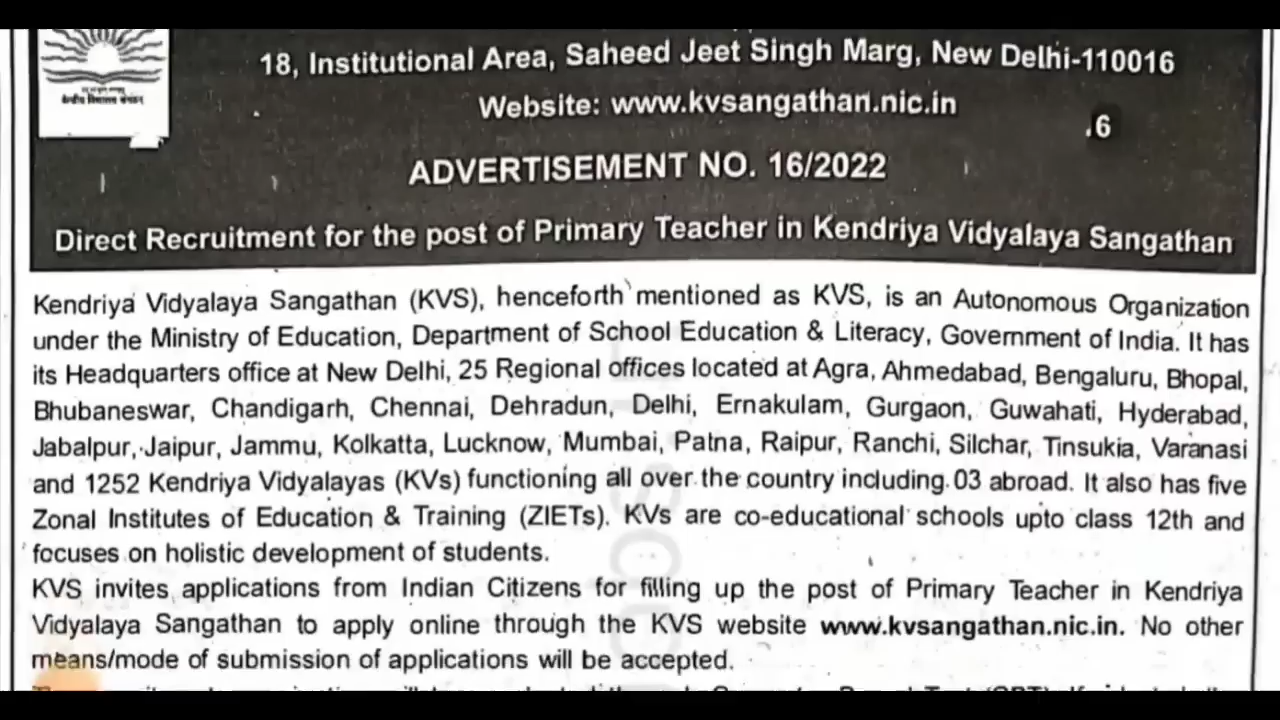 केन्द्रीय विद्यालय संगठन
18, Institutional Area, Saheed Jeet Singh Marg, New Delhi-110016
Website: www.kvsangathan.nic.in
.6
ADVERTISEMENT NO. 16/2022
Direct Recruitment for the post of Primary Teacher in Kendriya Vidyalaya Sangathan
Kendriya Vidyalaya Sangathan (KVS), henceforth mentioned as KVS, is an Autonomous Organization
under the Ministry of Education, Department of School Education & Literacy, Government of India. It has
its Headquarters office at New Delhi, 25 Regional offices located at Agra, Ahmedabad, Bengaluru, Bhopal,
Bhubaneswar, Chandigarh, Chennai, Dehradun, Delhi, Ernakulam, Gurgaon, Guwahati, Hyderabad,
Jabalpur, Jaipur, Jammu, Kolkatta, Lucknow, Mumbai, Patna, Raipur, Ranchi, Silchar, Tinsukia, Varanasi
and 1252 Kendriya Vidyalayas (KVs) functioning all over the country including 03 abroad. It also has five
Zonal Institutes of Education & Training (ZIETs). KVs are co-educational schools upto class 12th and
focuses on holistic development of students.
KVS invites applications from Indian Citizens for filling up the post of Primary Teacher in Kendriya
Vidyalaya Sangathan to apply online through the KVS website www.kvsangathan.nic.in. No other
means/mode of submission of applications will be accepted.